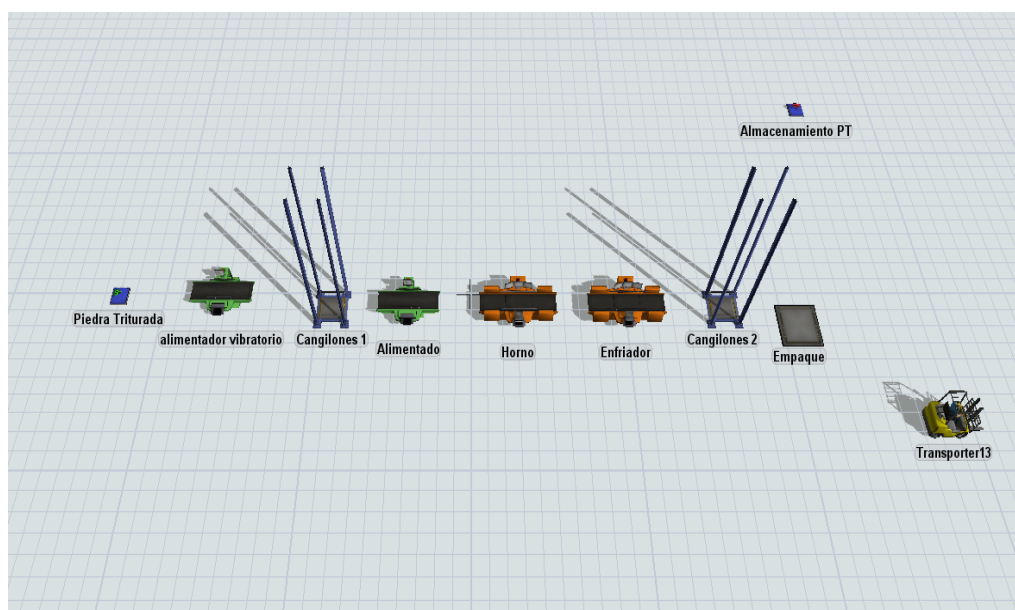 Almacenamiento PT
Piedra Triturada
alimentador vibratorio
Cangilones 1
Alimentado
Horno
Enfriador
Cangilones 2
Empaque
Transporter13